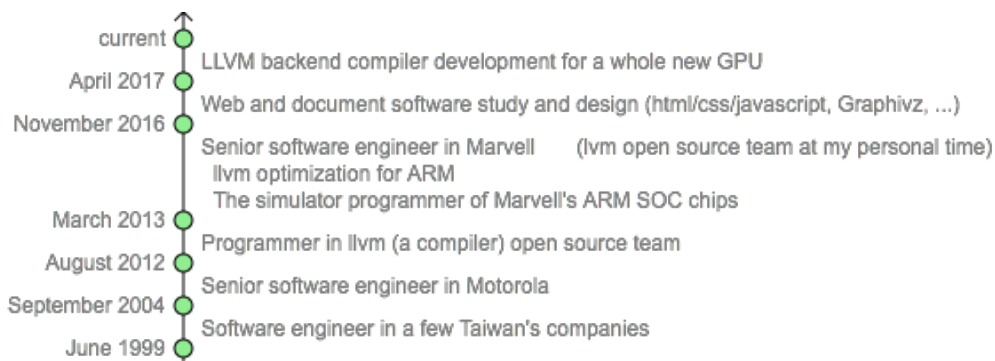 current
LLVM backend compiler development for a whole new GPU
April 2017
Web and document software study and design (html/css/javascript, Graphivz, ...)
November 2016
Senior software engineer in Marvell (lvm open source team at my personal time)
llvm optimization for ARM
The simulator programmer of Marvell's ARM SOC chips
March 2013
Programmer in llvm (a compiler) open source team
August 2012
Senior software engineer in Motorola
September 2004
Software engineer in a few Taiwan's companies
June 1999